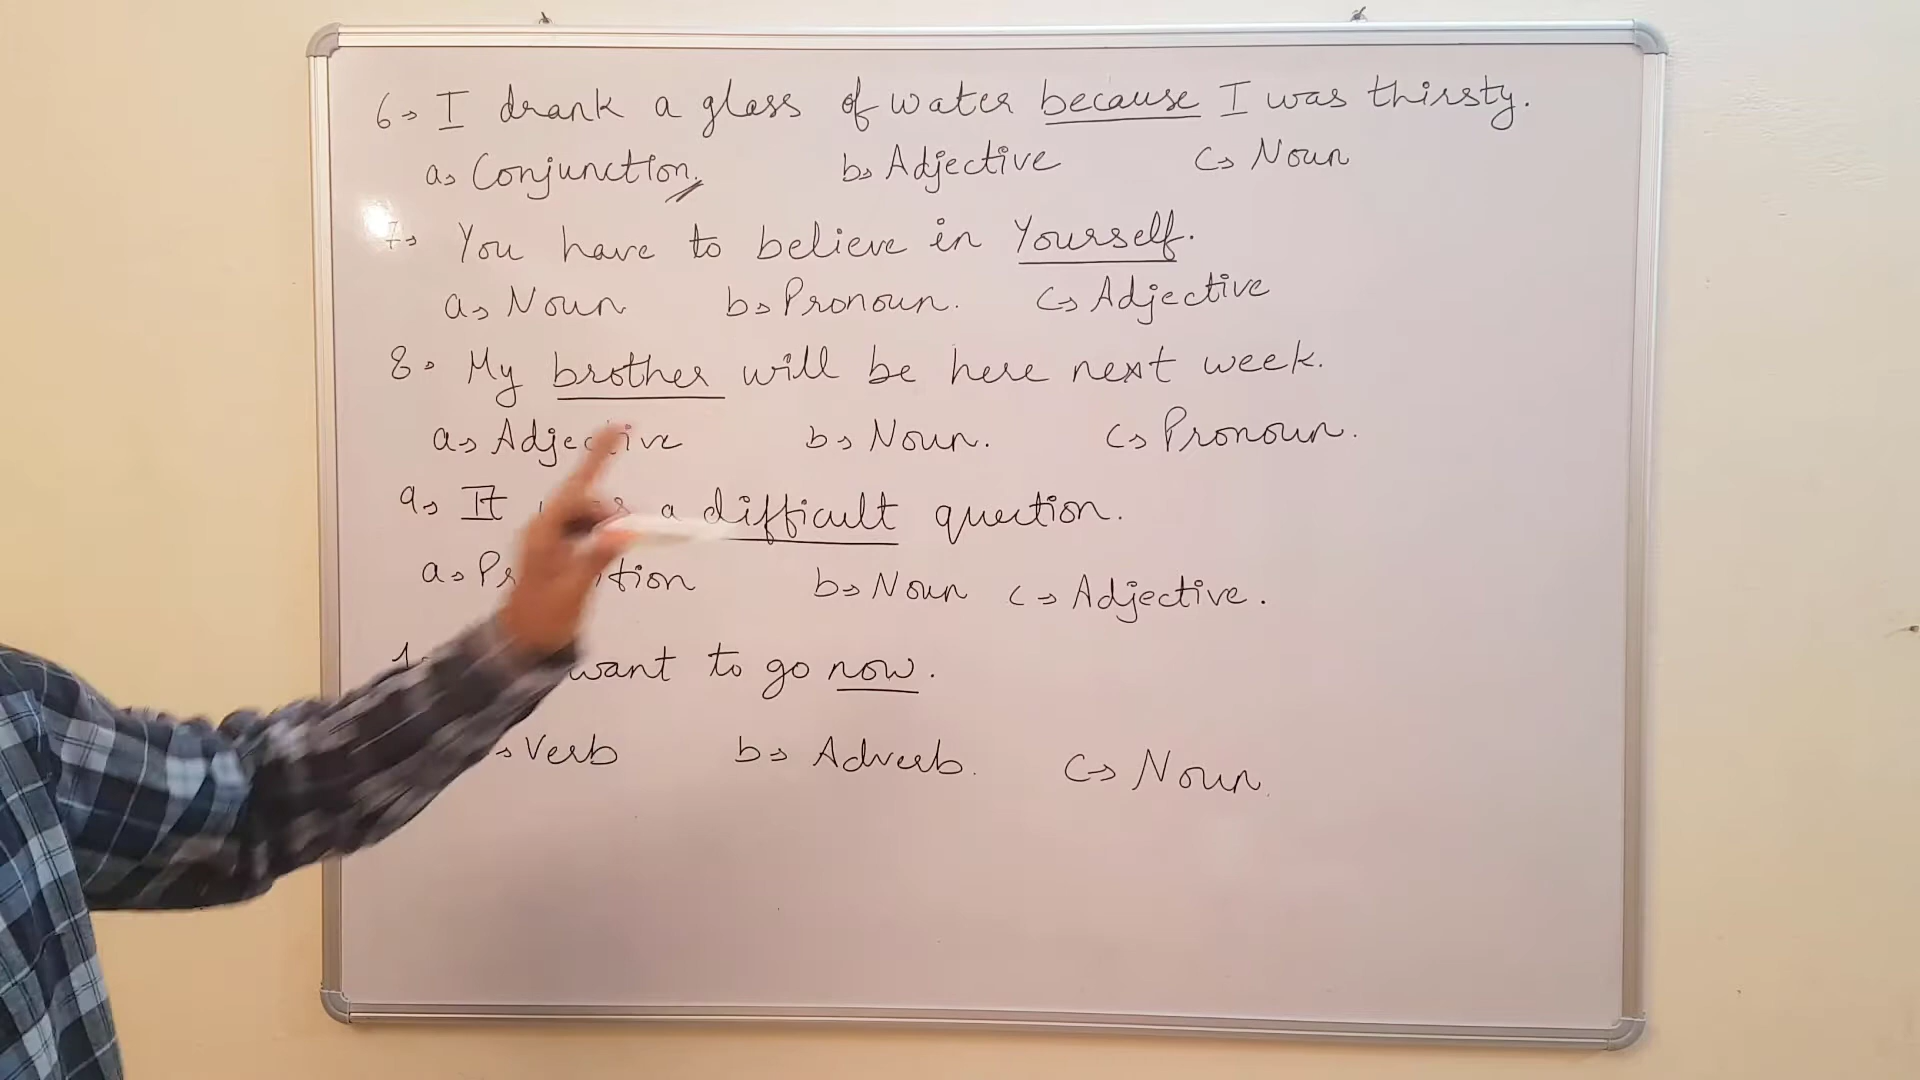 6→ I drank a glass of water because I was thirsty.
a→ Conjunction. b→ Adjective c→ Noun
7→ You have to believe in Yourself.
a→ Noun b→ Pronoun. c→ Adjective
8→ My brother will be here next week.
a→ Adjective b→ Noun. c→ Pronoun.
9→ It a difficult question.
a→ b→ Noun c→ Adjective.
want to go now.
Verb b→ Adverb. c→ Noun.